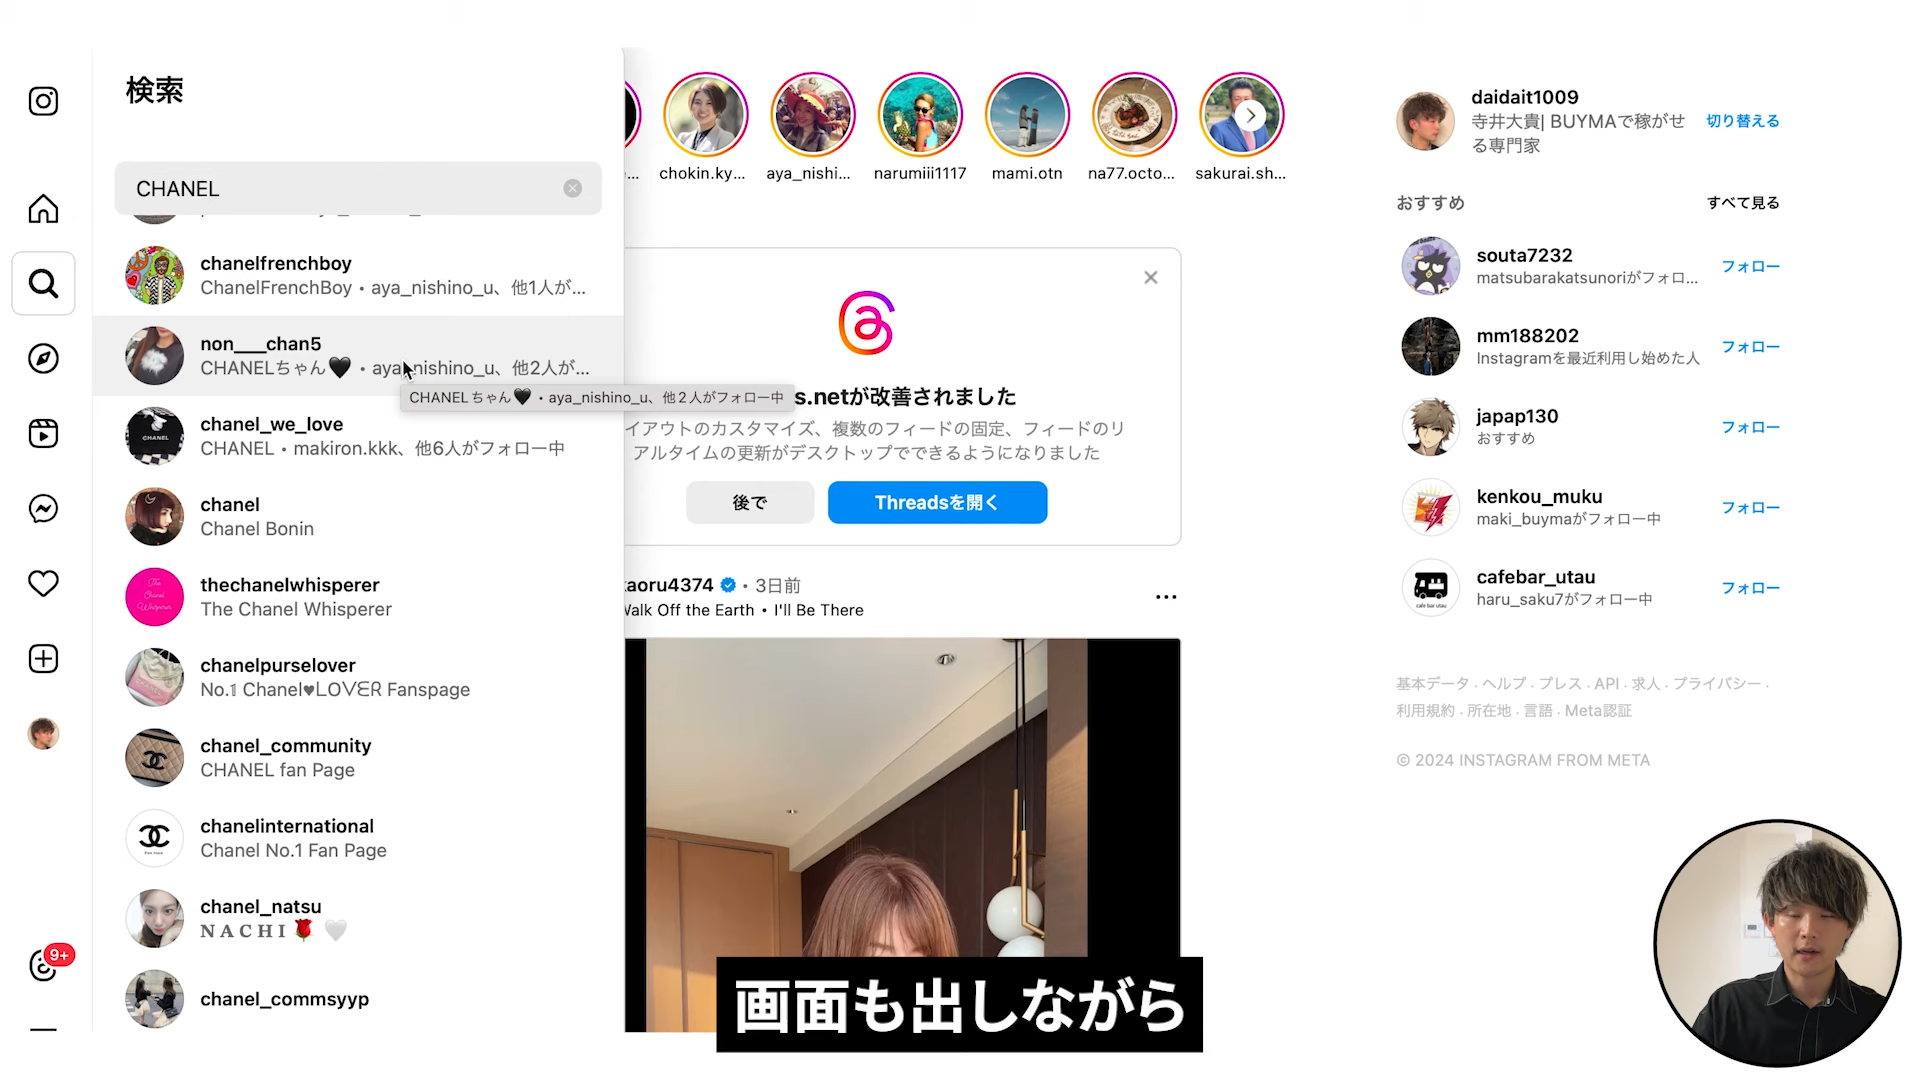 検索
CHANEL
chanelfrenchboy
ChanelFrenchBoy • aya_nishino_u、他1人が...
non___chan5
CHANELちゃん🖤 • aya_nishino_u、他2人が...
CHANELちゃん🖤 • aya_nishino_u、他2人がフォロー中
chanel_we_love
CHANEL • makiron.kkk、他6人がフォロー中
chanel
Chanel Bonin
thechanelwhisperer
The Chanel Whisperer
chanelpurselover
No.1 Chanel♥LOVER Fanspage
chanel_community
CHANEL fan Page
chanelinternational
Chanel No.1 Fan Page
chanel_natsu
NACHI🌹🤍
chanel_commsyyp
9+
chokin.ky...
aya_nishi...
narumiii1117
mami.otn
na77.octo...
sakurai.sh...
s.netが改善されました
イアウトのカスタマイズ、複数のフィードの固定、フィードのリ
アルタイムの更新がデスクトップでできるようになりました
後で
Threadsを開く
kaoru4374 • 3日前
Walk Off the Earth • I'll Be There
daidait1009
寺井大貴| BUYMAで稼がせ
る専門家
切り替える
おすすめ
すべて見る
souta7232
matsubarakatsunoriがフォロ...
フォロー
mm188202
Instagramを最近利用し始めた人
フォロー
japap130
おすすめ
フォロー
kenkou_muku
maki_buymaがフォロー中
フォロー
cafebar_utau
haru_saku7がフォロー中
フォロー
基本データ . ヘルプ . プレス . API . 求人 . プライバシー .
利用規約 . 所在地 . 言語 . Meta認証
© 2024 INSTAGRAM FROM META
画面も出しながら